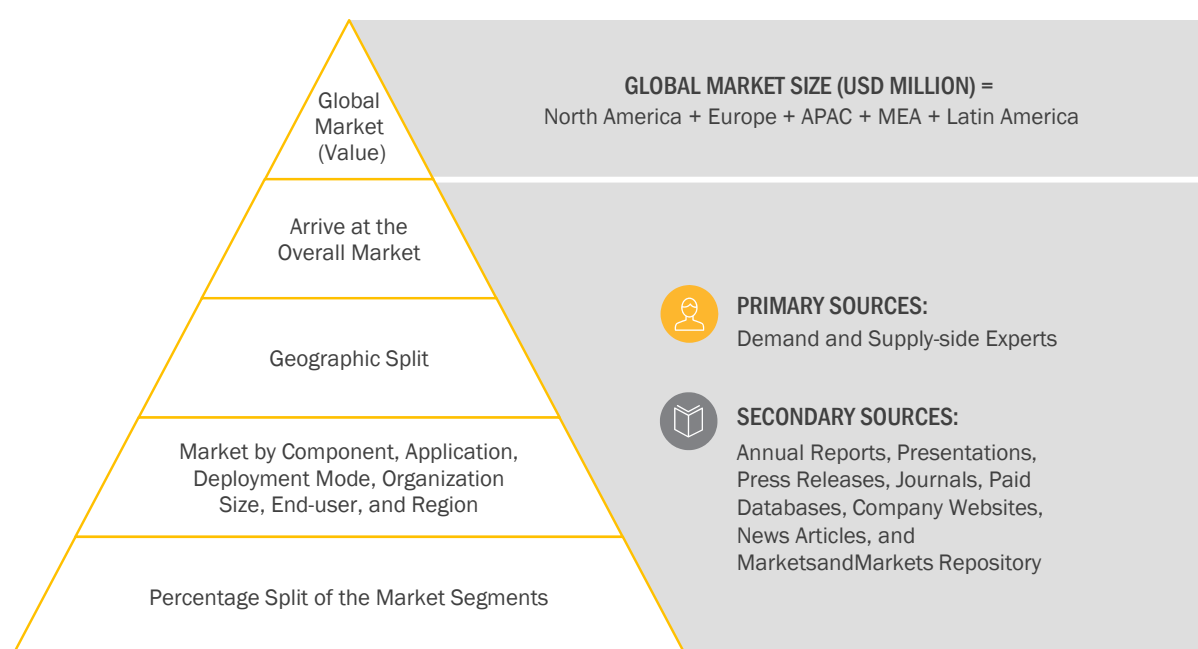 Global
Market
(Value)
Arrive at the
Overall Market
Geographic Split
Market by Component, Application,
Deployment Mode, Organization
Size, End-user, and Region
Percentage Split of the Market Segments
GLOBAL MARKET SIZE (USD MILLION) =
North America + Europe + APAC + MEA + Latin America
PRIMARY SOURCES:
Demand and Supply-side Experts
SECONDARY SOURCES:
Annual Reports, Presentations,
Press Releases, Journals, Paid
Databases, Company Websites,
News Articles, and
MarketsandMarkets Repository